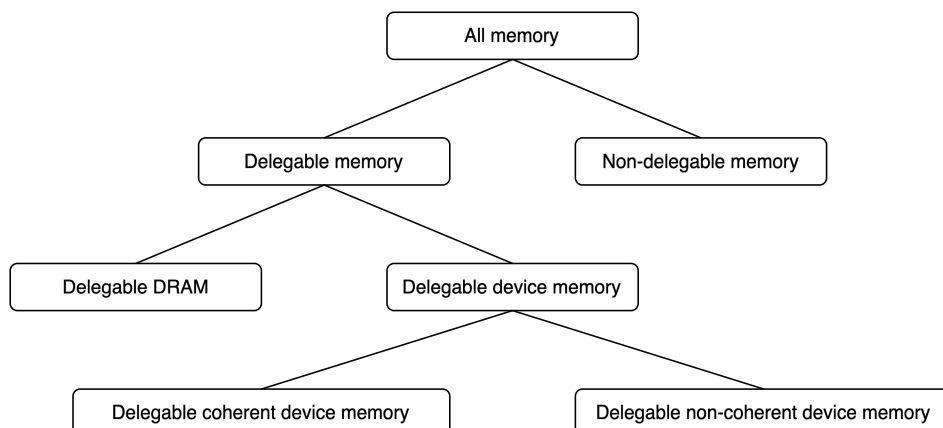 All memory
Delegable memory
Non-delegable memory
Delegable DRAM
Delegable device memory
Delegable coherent device memory
Delegable non-coherent device memory